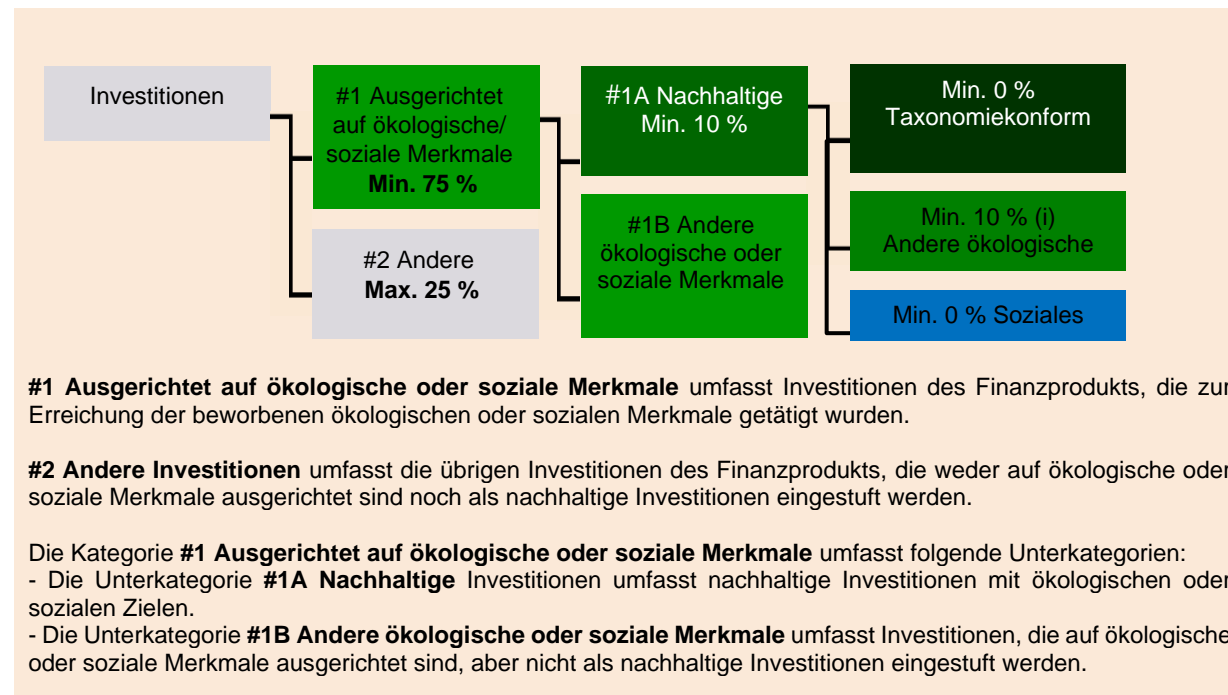 Investitionen
#1 Ausgerichtet
auf ökologische/
soziale Merkmale
Min. 75 %
#2 Andere
Max. 25 %
#1A Nachhaltige
Min. 10 %
#1B Andere
ökologische oder
soziale Merkmale
Min. 0 %
Taxonomiekonform
Min. 10 % (i)
Andere ökologische
Min. 0 % Soziales
#1 Ausgerichtet auf ökologische oder soziale Merkmale umfasst Investitionen des Finanzprodukts, die zur
Erreichung der beworbenen ökologischen oder sozialen Merkmale getätigt wurden.
#2 Andere Investitionen umfasst die übrigen Investitionen des Finanzprodukts, die weder auf ökologische oder
soziale Merkmale ausgerichtet sind noch als nachhaltige Investitionen eingestuft werden.
Die Kategorie #1 Ausgerichtet auf ökologische oder soziale Merkmale umfasst folgende Unterkategorien:
- Die Unterkategorie #1A Nachhaltige Investitionen umfasst nachhaltige Investitionen mit ökologischen oder
sozialen Zielen.
- Die Unterkategorie #1B Andere ökologische oder soziale Merkmale umfasst Investitionen, die auf ökologische
oder soziale Merkmale ausgerichtet sind, aber nicht als nachhaltige Investitionen eingestuft werden.